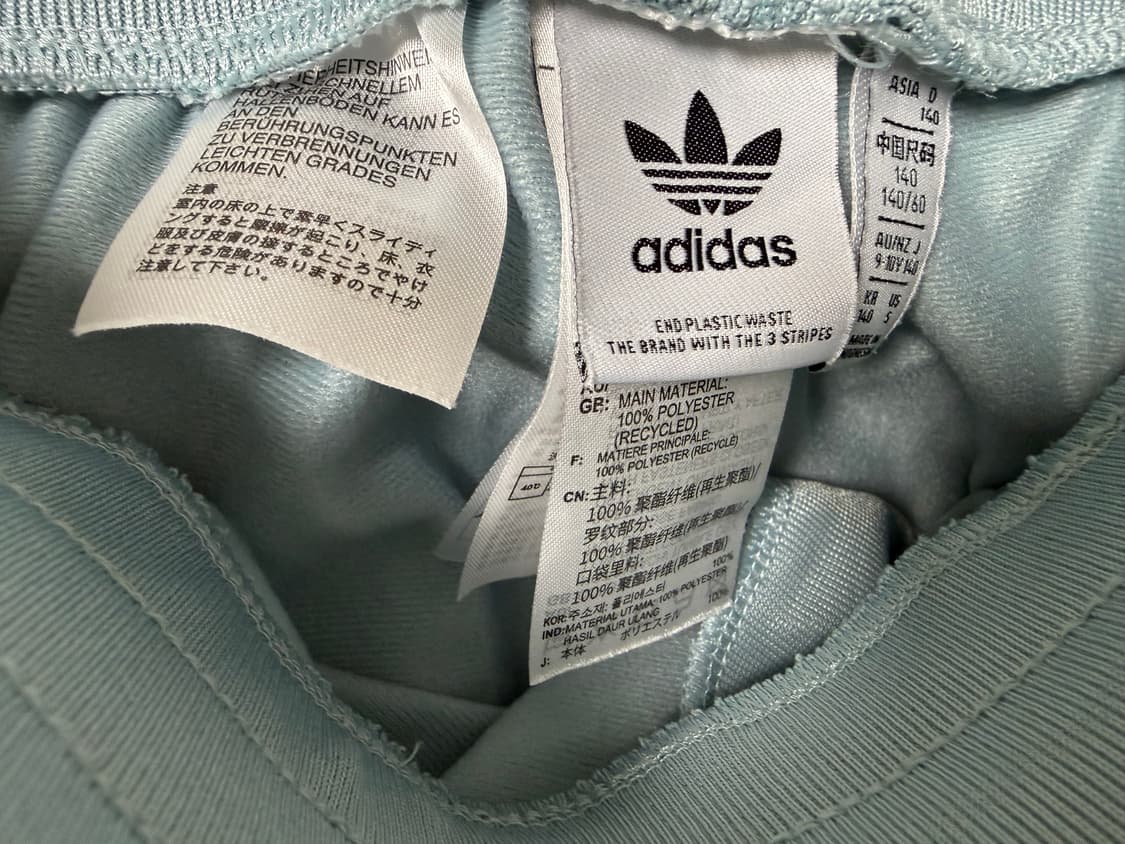 HALLENBÖDEN KANN ES
AN DEN
BERÜHRUNGSPUNKTEN
ZU VERBRENNUNGEN
LEICHTEN GRADES
KOMMEN.
注意
室内の床の上で素早くスライディ
ングすると摩擦が起こり、床、衣
服及び皮膚の接するところでやけ
どをする危険がありますので十分
注意して下さい。
adidas
END PLASTIC WASTE
THE BRAND WITH THE 3 STRIPES
ASIA D
140
中国尺码
140
140/60
AU/NZ J
9-10Y 140
KR US
140 S
MADE IN
GB: MAIN MATERIAL:
100% POLYESTER
(RECYCLED)
F: MATIERE PRINCIPALE:
100% POLYESTER (RECYCLÉ)
CN: 主料:
100% 聚酯纤维(再生聚酯)/
罗纹部分:
100% 聚酯纤维(再生聚酯)/
口袋里料:
100% 聚酯纤维(再生聚酯)
KOR: 주소재: 폴리에스터 100%
IND: MATERIAL UTAMA: 100% POLYESTER
HASIL DAUR ULANG
J: 本体 ポリエステル 100%